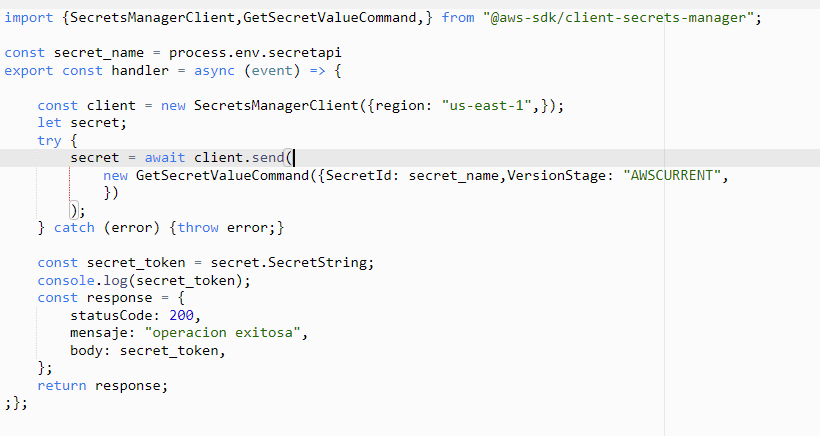 import {SecretsManagerClient,GetSecretValueCommand,} from "@aws-sdk/client-secrets-manager";
const secret_name = process.env.secretapi
export const handler = async (event) => {
const client = new SecretsManagerClient({region: "us-east-1",});
let secret;
try {
secret = await client.send(
new GetSecretValueCommand({SecretId: secret_name,VersionStage: "AWSCURRENT",
})
);
} catch (error) {throw error;}
const secret_token = secret.SecretString;
console.log(secret_token);
const response = {
statusCode: 200,
mensaje: "operacion exitosa",
body: secret_token,
};
return response;
;};